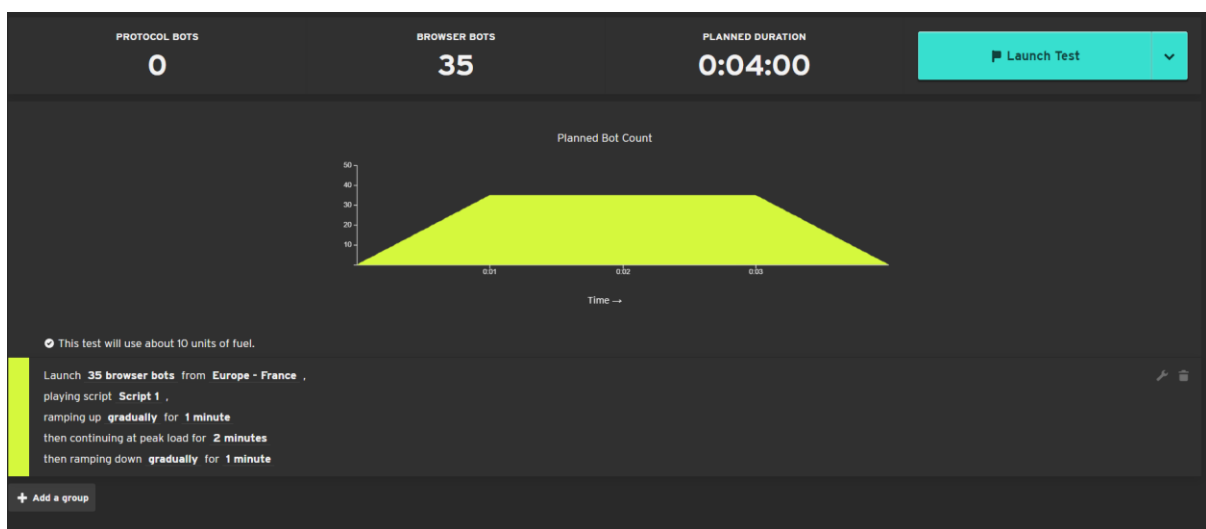 PROTOCOL BOTS
0
BROWSER BOTS
35
PLANNED DURATION
0:04:00
Launch Test
Planned Bot Count
50
40
30
20
10
0:01 0:02 0:03
Time →
This test will use about 10 units of fuel.
Launch 35 browser bots from Europe - France ,
playing script Script 1 ,
ramping up gradually for 1 minute
then continuing at peak load for 2 minutes
then ramping down gradually for 1 minute
+ Add a group